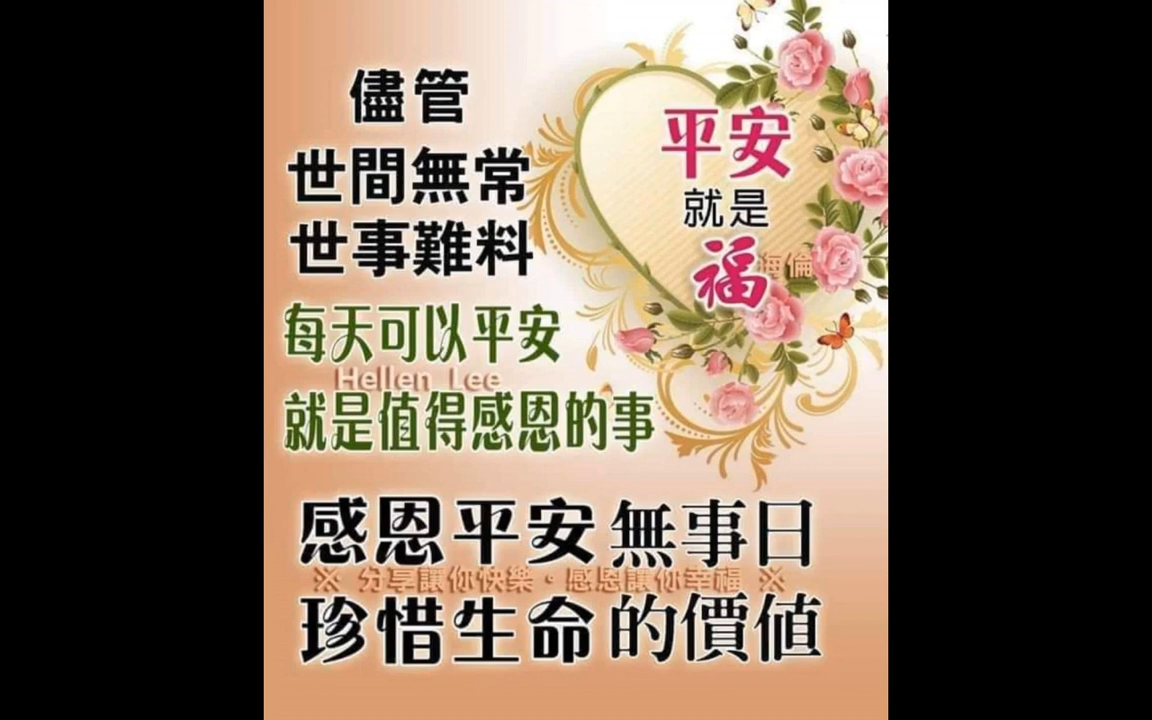 儘管
世間無常
世事難料
平安
就是
福
海倫
每天可以平安
Hellen Lee
就是值得感恩的事
感恩平安無事日
※ 分享讓你快樂。感恩讓你幸福 ※
珍惜生命的價值